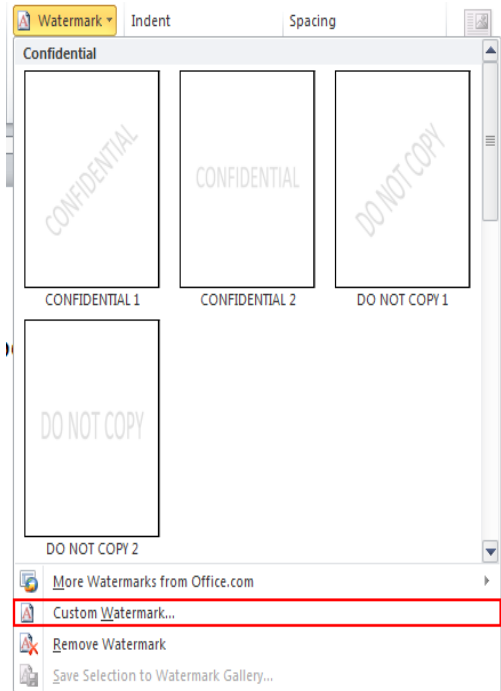 Watermark Indent Spacing
Confidential
CONFIDENTIAL CONFIDENTIAL DO NOT COPY
CONFIDENTIAL 1 CONFIDENTIAL 2 DO NOT COPY 1
DO NOT COPY
DO NOT COPY 2
More Watermarks from Office.com
Custom Watermark...
Remove Watermark
Save Selection to Watermark Gallery...